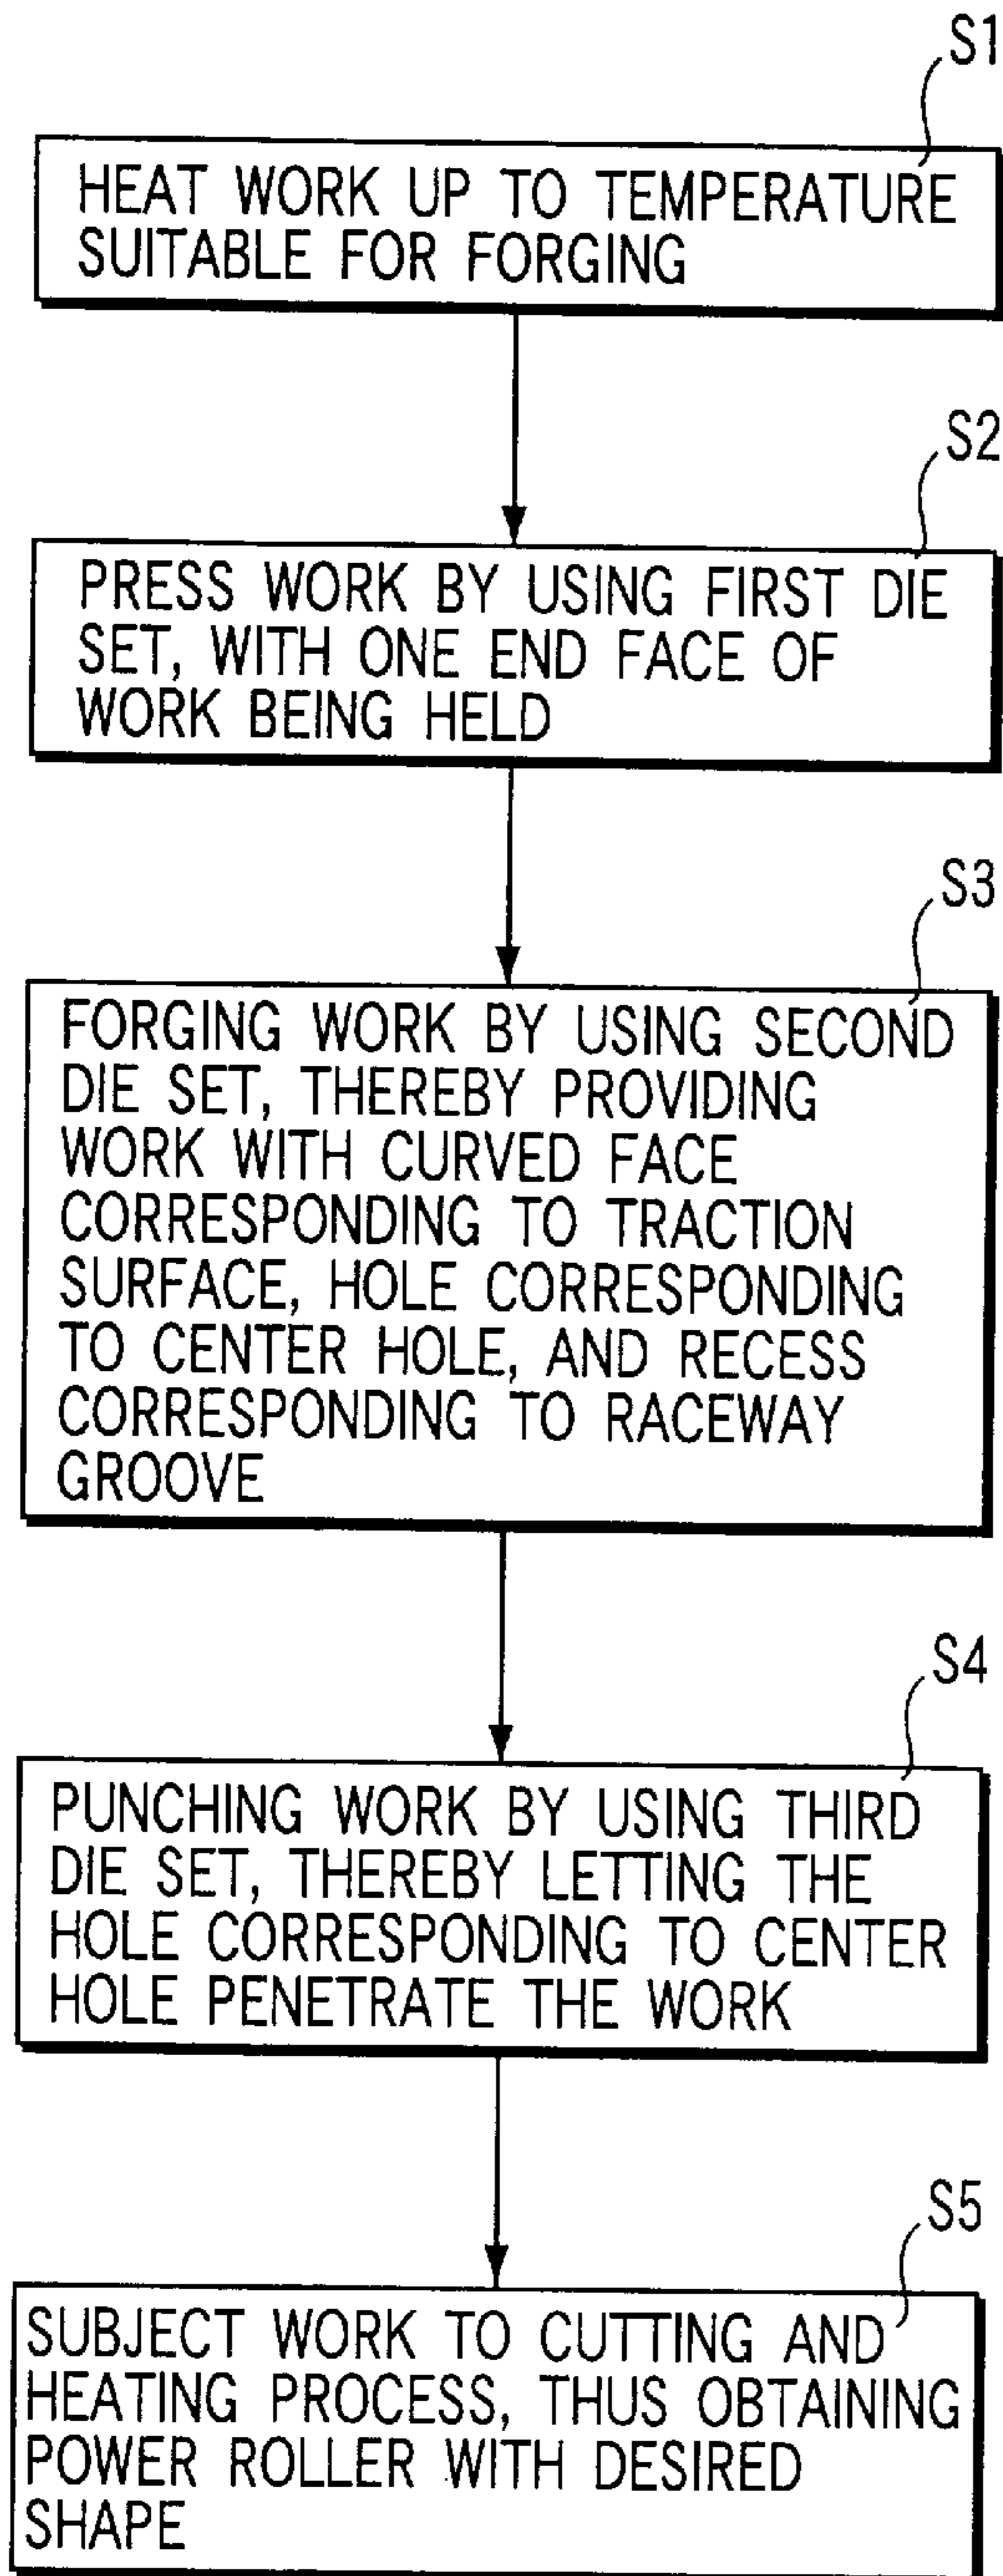 S1
HEAT WORK UP TO TEMPERATURE
SUITABLE FOR FORGING
S2
PRESS WORK BY USING FIRST DIE
SET, WITH ONE END FACE OF
WORK BEING HELD
S3
FORGING WORK BY USING SECOND
DIE SET, THEREBY PROVIDING
WORK WITH CURVED FACE
CORRESPONDING TO TRACTION
SURFACE, HOLE CORRESPONDING
TO CENTER HOLE, AND RECESS
CORRESPONDING TO RACEWAY
GROOVE
S4
PUNCHING WORK BY USING THIRD
DIE SET, THEREBY LETTING THE
HOLE CORRESPONDING TO CENTER
HOLE PENETRATE THE WORK
S5
SUBJECT WORK TO CUTTING AND
HEATING PROCESS, THUS OBTAINING
POWER ROLLER WITH DESIRED
SHAPE